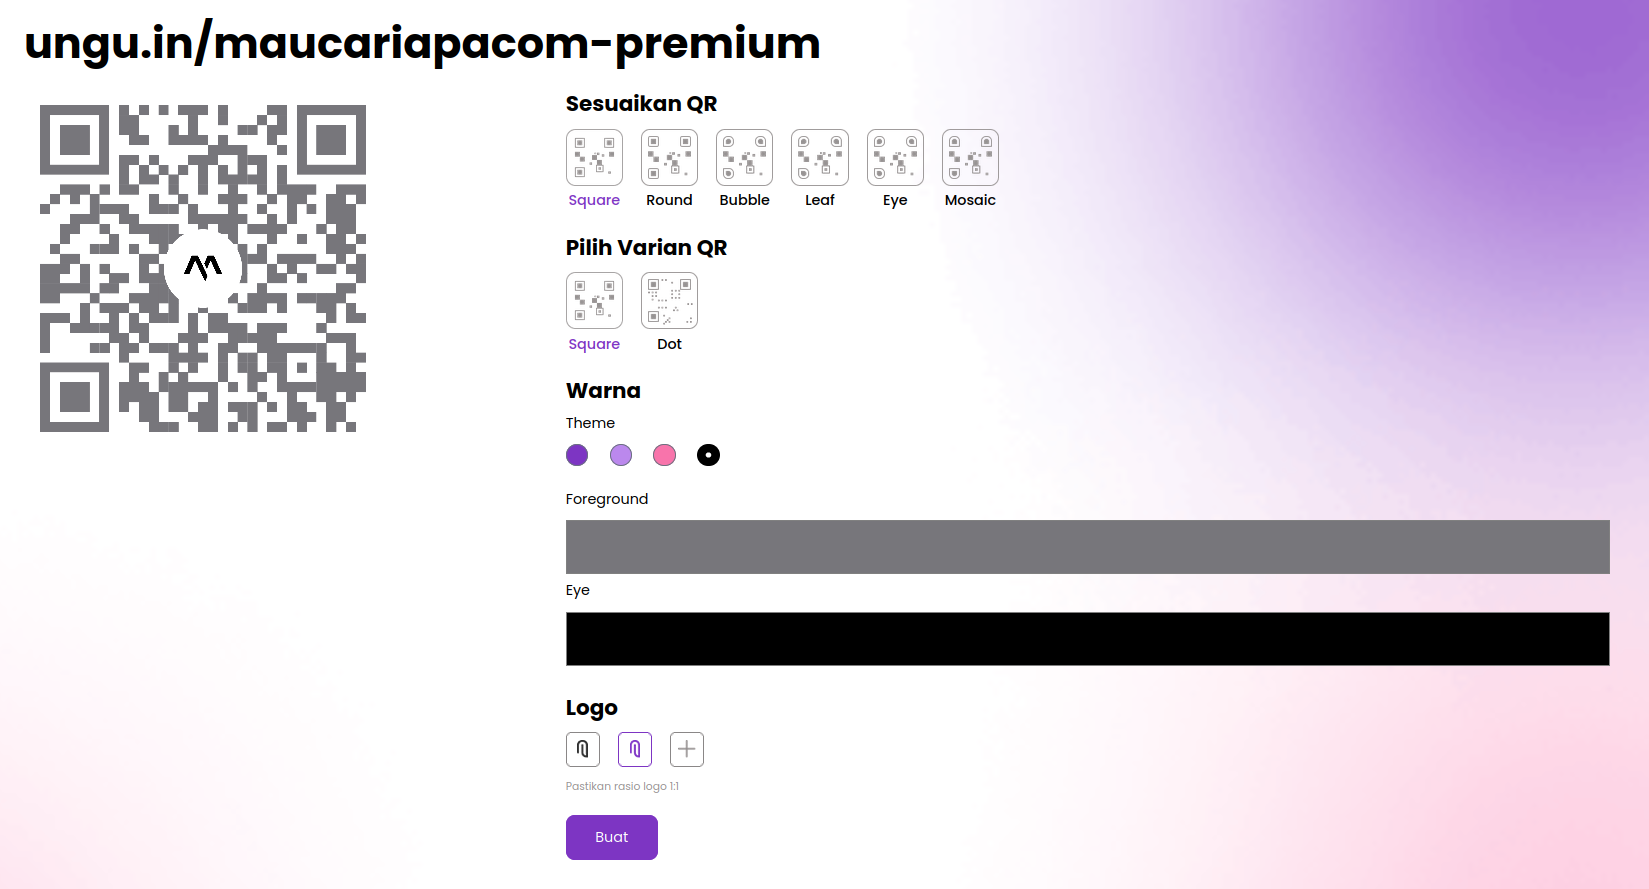 ungu.in/maucariapacom-premium
Sesuaikan QR
Square Round Bubble Leaf Eye Mosaic
Pilih Varian QR
Square Dot
Warna
Theme
Foreground
Eye
Logo
Pastikan rasio logo 1:1
Buat